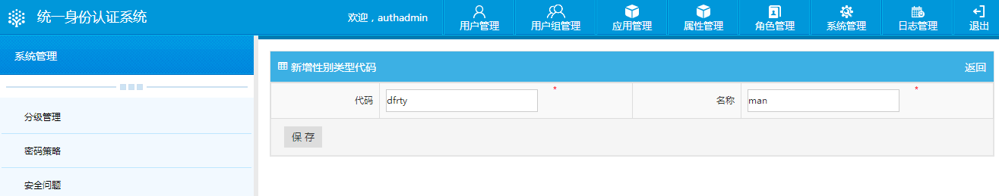 统一身份认证系统
欢迎，authadmin
用户管理
用户组管理
应用管理
属性管理
角色管理
系统管理
日志管理
退出
系统管理
分级管理
密码策略
安全问题
新增性别类型代码
返回
代码 dfrty *
名称 man *
保 存